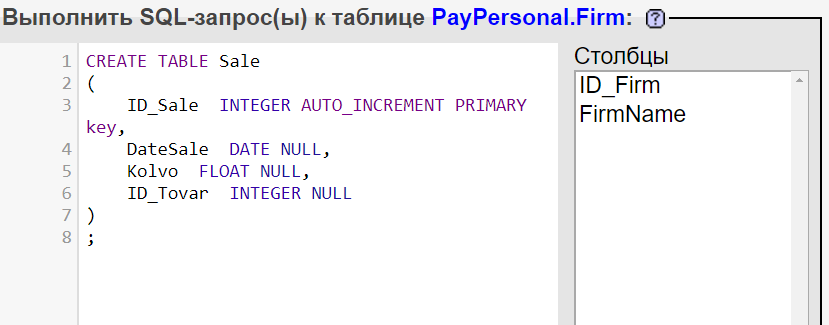 Выполнить SQL-запрос(ы) к таблице PayPersonal.Firm: ?
Столбцы
ID_Firm
FirmName
1 CREATE TABLE Sale
2 (
3     ID_Sale  INTEGER AUTO_INCREMENT PRIMARY
key,
4     DateSale  DATE NULL,
5     Kolvo  FLOAT NULL,
6     ID_Tovar  INTEGER NULL
7 )
8 ;